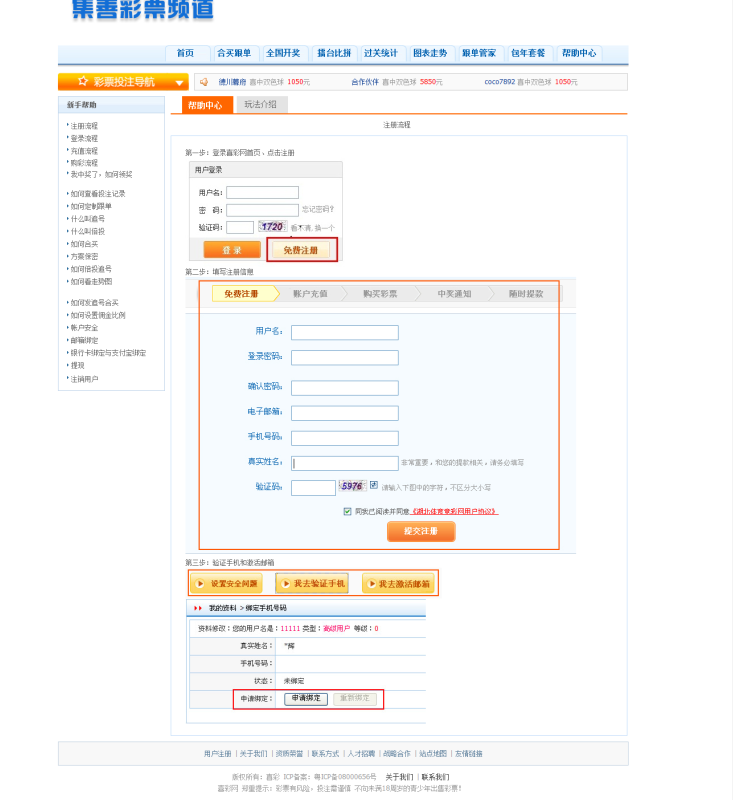 集善彩票频道
首页 合买跟单 全国开奖 擂台比拼 过关统计 图表走势 跟单管家 包年套餐 帮助中心
彩票投注导航 喜中双色球 1050元 合作伙伴 喜中双色球 5850元 coco7892 喜中双色球 1050元
新手帮助
注册流程
登录流程
充值流程
购彩流程
我中奖了，如何领奖
如何查看投注记录
如何定制跟单
什么叫追号
什么叫倍投
如何合买
方案保密
如何倍投追号
如何看走势图
如何发追号合买
如何设置佣金比例
帐户安全
邮箱绑定
银行卡绑定与支付宝绑定
提现
注销用户
帮助中心 玩法介绍
注册流程
第一步：登录喜彩网首页、点击注册
用户登录
用户名：
密 码： 忘记密码？
验证码： 1720 看不清,换一个
登 录 免费注册
第二步：填写注册信息
免费注册 账户充值 购买彩票 中奖通知 随时提款
用户名：
登录密码：
确认密码：
电子邮箱：
手机号码：
真实姓名： 非常重要，和您的提款相关，请务必填写
验证码： 5976 请输入下图中的字符，不区分大小写
同我已阅读并同意《湖北体育竞彩网用户协议》
提交注册
第三步：验证手机和激活邮箱
设置安全问题 我去验证手机 我去激活邮箱
我的资料 >绑定手机号码
资料修改：您的用户名是：11111 类型：高级用户 等级：0
真实姓名： *辉
手机号码：
状态： 未绑定
申请绑定： 申请绑定 重新绑定
用户注册 | 关于我们 | 资质荣誉 | 联系方式 | 人才招聘 | 战略合作 | 站点地图 | 友情链接
版权所有：喜彩 ICP备案：粤ICP备08000656号 关于我们 | 联系我们
喜彩网 郑重提示：彩票有风险，投注需谨慎 不向未满18周岁的青少年出售彩票！